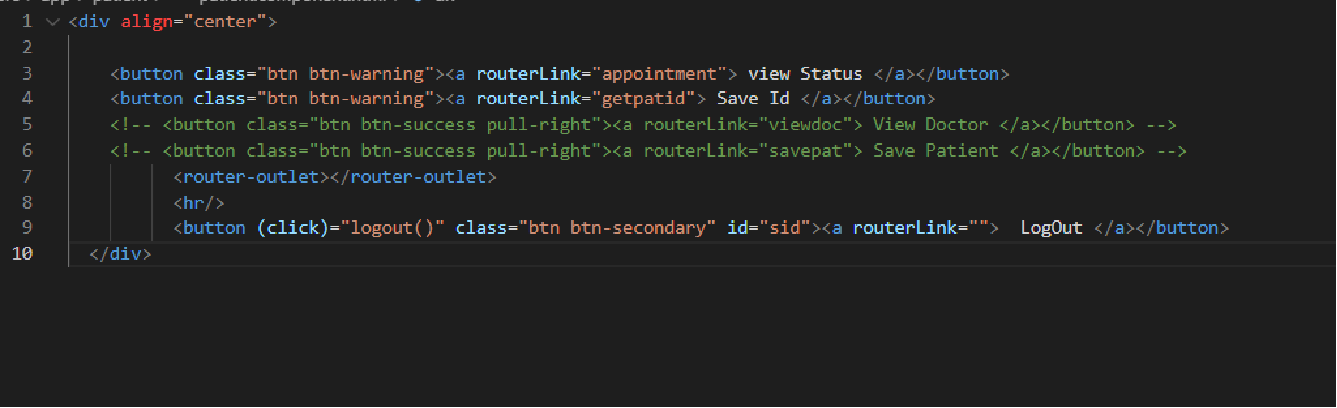 1 <div align="center">
2
3 <button class="btn btn-warning"><a routerLink="appointment"> view Status </a></button>
4 <button class="btn btn-warning"><a routerLink="getpatid"> Save Id </a></button>
5 <!-- <button class="btn btn-success pull-right"><a routerLink="viewdoc"> View Doctor </a></button> -->
6 <!-- <button class="btn btn-success pull-right"><a routerLink="savepat"> Save Patient </a></button> -->
7 <router-outlet></router-outlet>
8 <hr/>
9 <button (click)="logout()" class="btn btn-secondary" id="sid"><a routerLink="">  LogOut </a></button>
10 </div>